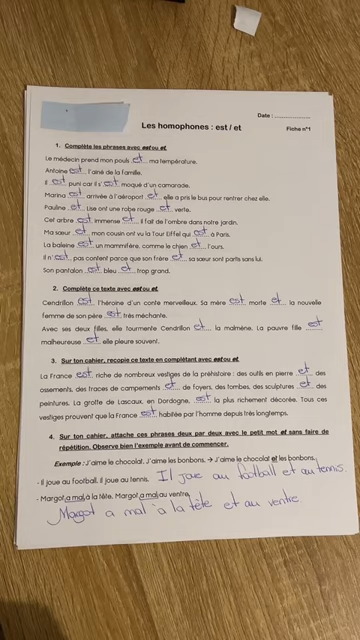 Date : ....................
Les homophones : est / et
Fiche n°1
1. Complète les phrases avec est ou et.
Le médecin prend mon pouls et ma température.
Antoine est l'aîné de la famille.
Il est puni car il s'est moqué d'un camarade.
Marina est arrivée à l'aéroport et elle a pris le bus pour rentrer chez elle.
Pauline et Lise ont une robe rouge et verte.
Cet arbre est immense et il fait de l'ombre dans notre jardin.
Ma sœur et mon cousin ont vu la Tour Eiffel qui est à Paris.
La baleine est un mammifère, comme le chien et l'ours.
Il n'est pas content parce que son frère et sa sœur sont partis sans lui.
Son pantalon est bleu et trop grand.
2. Complète ce texte avec est ou et.
Cendrillon est l'héroïne d'un conte merveilleux. Sa mère est morte et la nouvelle
femme de son père est très méchante.
Avec ses deux filles, elle tourmente Cendrillon et la malmène. La pauvre fille est
malheureuse et elle pleure souvent.
3. Sur ton cahier, recopie ce texte en complétant avec est ou et.
La France est riche de nombreux vestiges de la préhistoire : des outils en pierre et des
ossements, des traces de campements et de foyers, des tombes, des sculptures et des
peintures. La grotte de Lascaux, en Dordogne, est la plus richement décorée. Tous ces
vestiges prouvent que la France est habitée par l'homme depuis très longtemps.
4. Sur ton cahier, attache ces phrases deux par deux avec le petit mot et sans faire de
répétition. Observe bien l'exemple avant de commencer.
Exemple : J'aime le chocolat. J'aime les bonbons. → J'aime le chocolat et les bonbons.
- Il joue au football. Il joue au tennis. Il joue au football et au tennis.
- Margot a mal à la tête. Margot a mal au ventre.
Margot a mal à la tête et au ventre